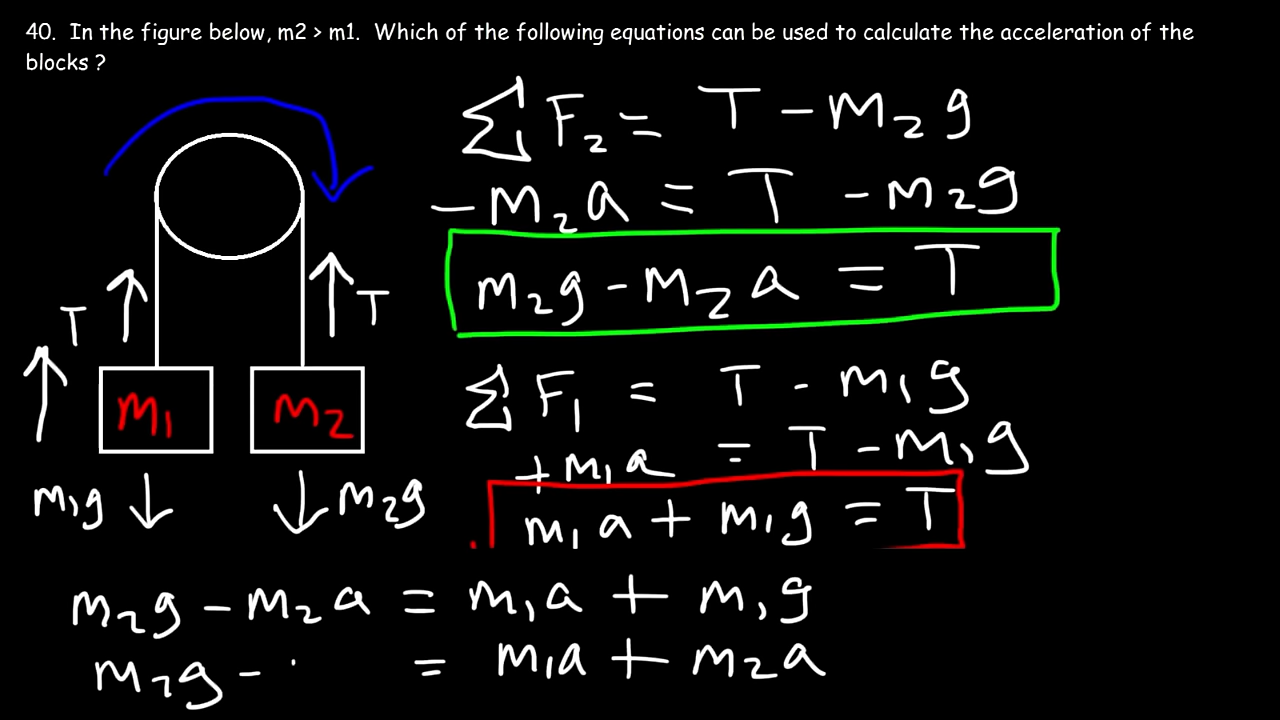 40. In the figure below, m2 > m1. Which of the following equations can be used to calculate the acceleration of the
blocks ?
ΣF₂ = T - m₂g
-m₂a = T - m₂g
m₂g - m₂a = T
T
T
m₁
m₂
m₁g
m₂g
ΣF₁ = T - m₁g
+m₁a = T - m₁g
m₁a + m₁g = T
m₂g - m₂a = m₁a + m₁g
m₂g - = m₁a + m₂a